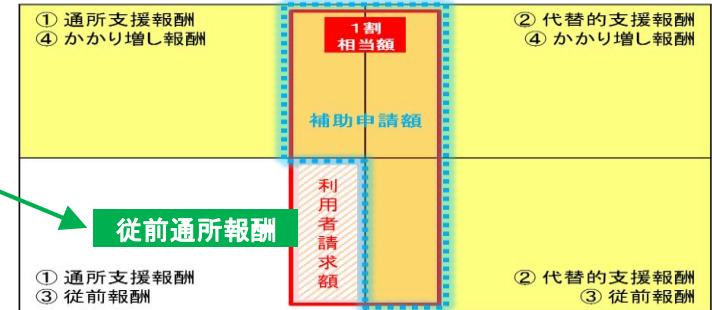 ① 通所支援報酬
④ かかり増し報酬
1割
相当額
② 代替的支援報酬
④ かかり増し報酬
補助申請額
利用者請求額
従前通所報酬
① 通所支援報酬
③ 従前報酬
② 代替的支援報酬
③ 従前報酬